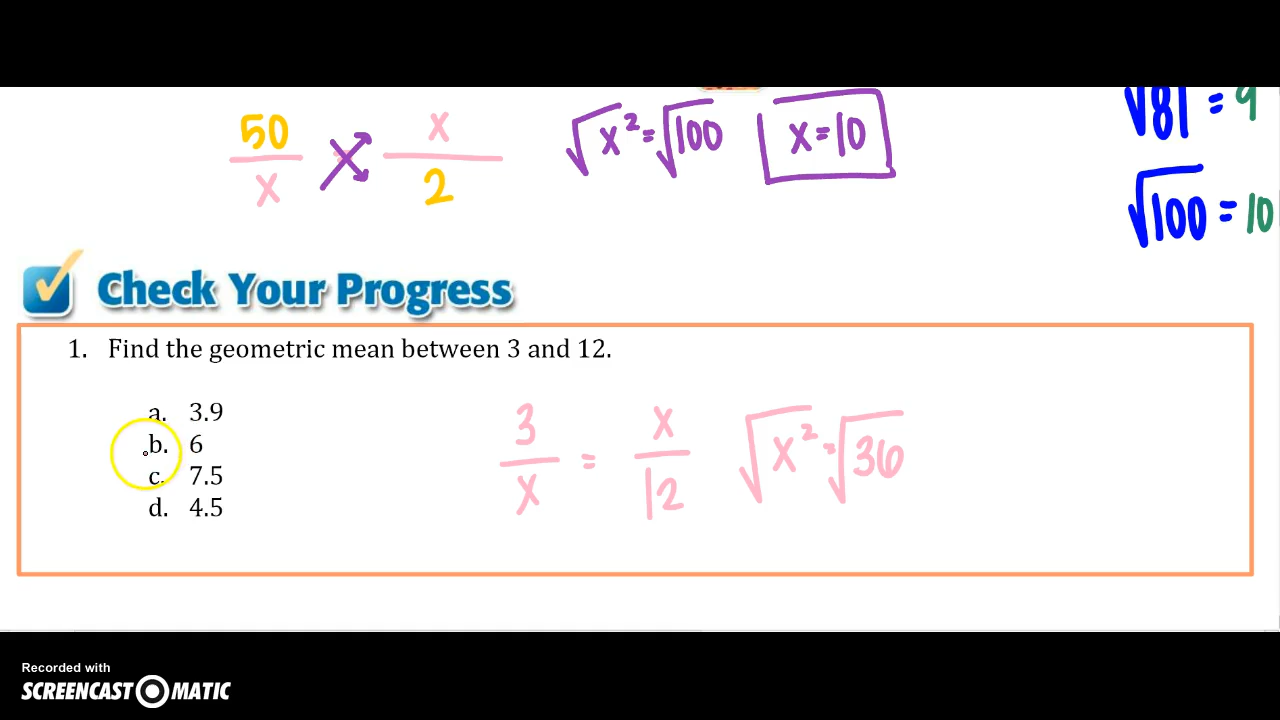 50 x
x 2
√x² = √100
x=10
√81 = 9
√100 = 10
Check Your Progress
1. Find the geometric mean between 3 and 12.
a. 3.9
b. 6
c. 7.5
d. 4.5
3 = x
x 12
√x² = √36
Recorded with
SCREENCAST MATIC